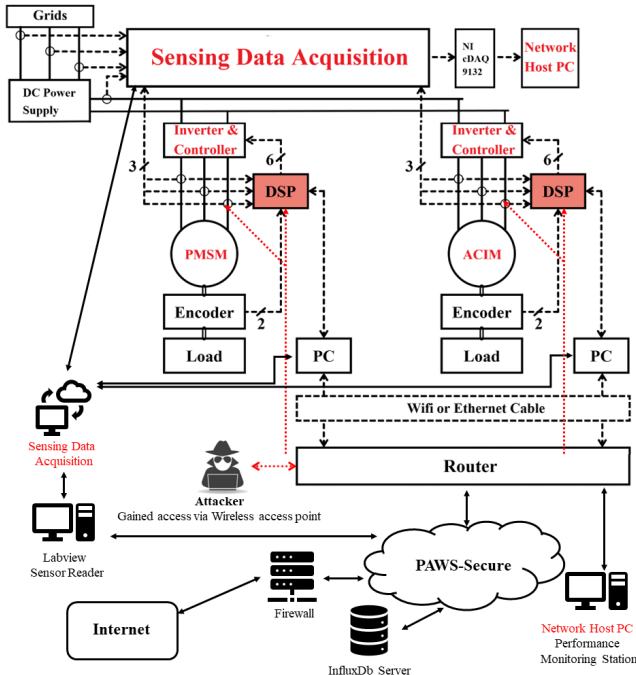 Grids
Sensing Data Acquisition
NI
cDAQ
9132
Network
Host PC
DC Power
Supply
Inverter &
Controller
3
6
DSP
PMSM
Encoder
2
Load
PC
Inverter &
Controller
3
6
DSP
ACIM
Encoder
2
Load
PC
Wifi or Ethernet Cable
Sensing Data
Acquisition
Router
Attacker
Gained access via Wireless access point
Labview
Sensor Reader
PAWS-Secure
Firewall
Internet
InfluxDb Server
Network Host PC
Performance
Monitoring Station